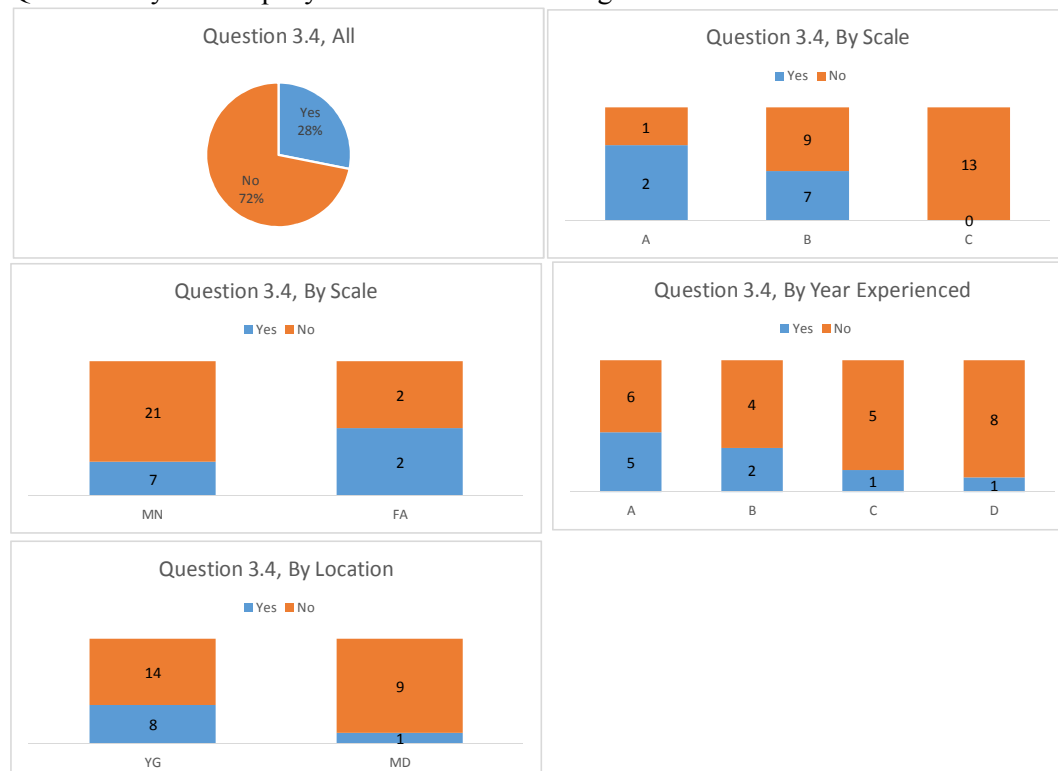 Question 3.4, All
Yes
28%
No
72%
Question 3.4, By Scale
Yes No
1
9
13
2
7
0
A B C
Question 3.4, By Scale
Yes No
21
2
7
2
MN FA
Question 3.4, By Year Experienced
Yes No
6
4
5
8
5
2
1
1
A B C D
Question 3.4, By Location
Yes No
14
9
8
1
YG MD